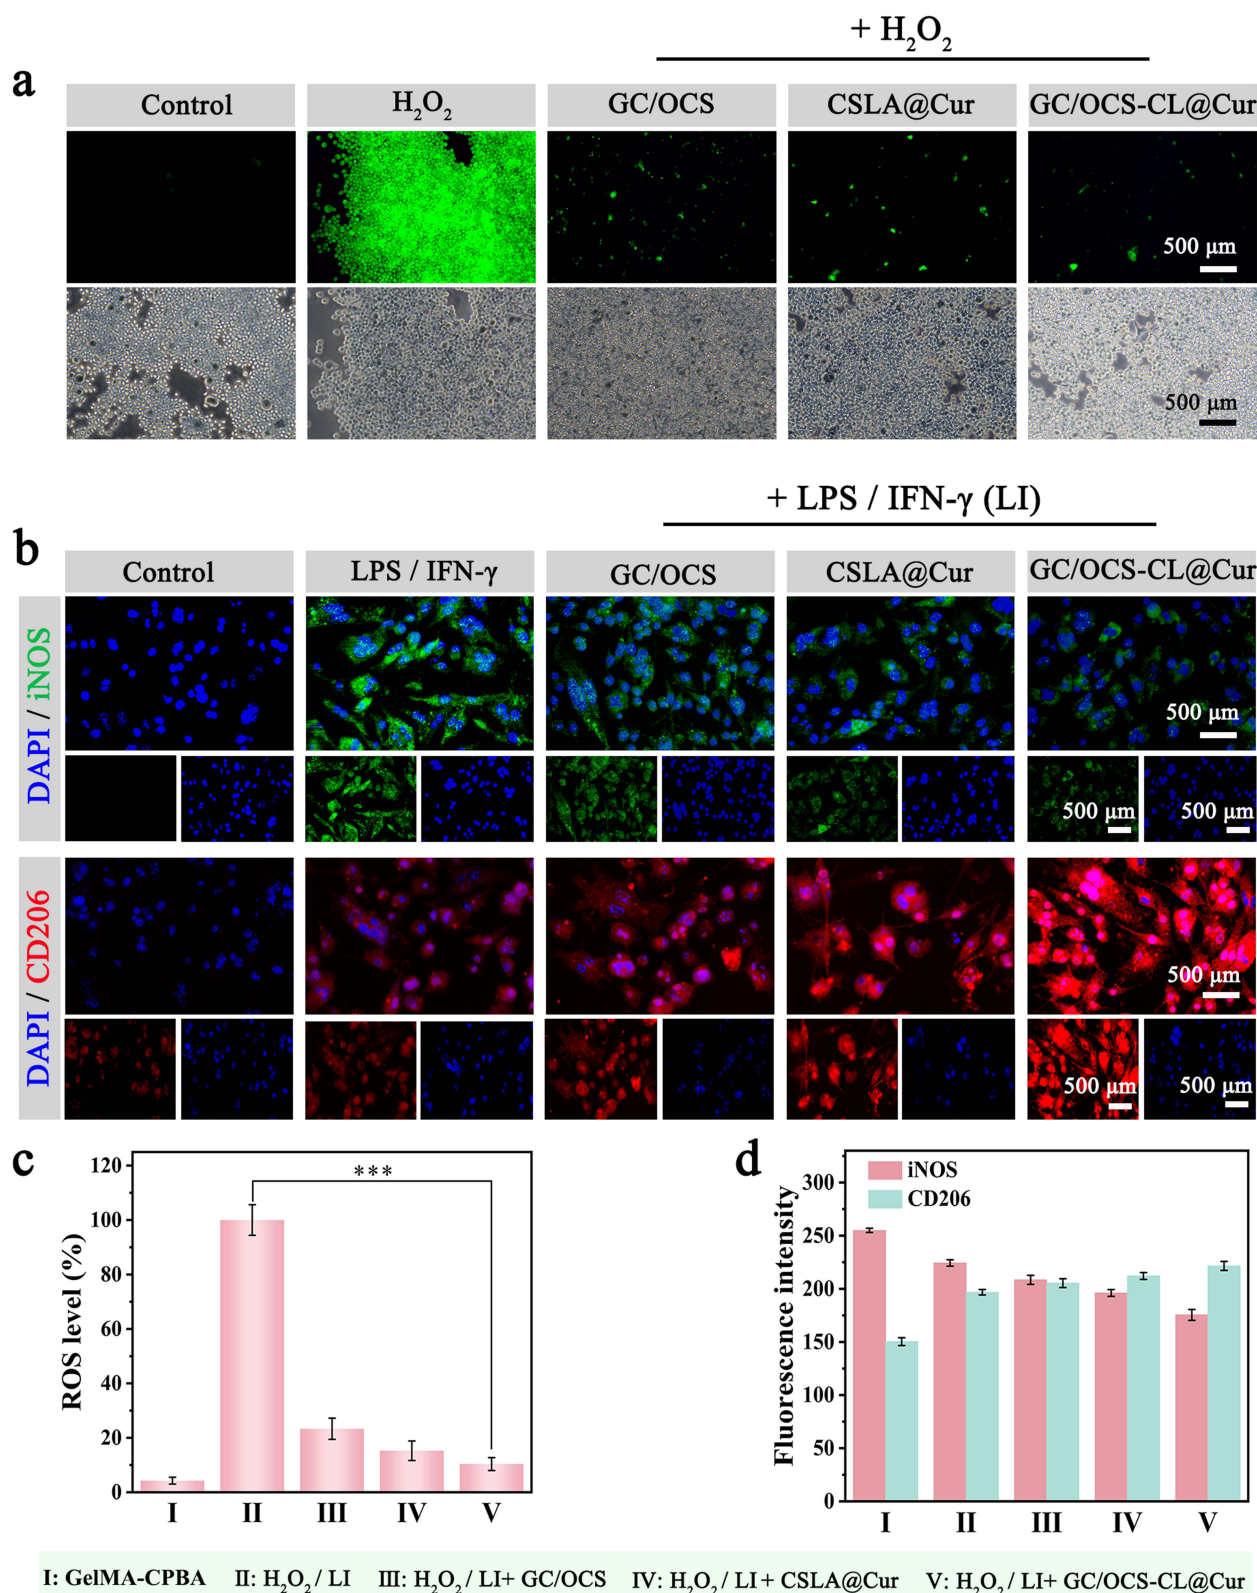 + H₂O₂
a
Control H₂O₂ GC/OCS CSLA@Cur GC/OCS-CL@Cur
500 μm
500 μm
+ LPS / IFN-γ (LI)
b
Control LPS / IFN-γ GC/OCS CSLA@Cur GC/OCS-CL@Cur
DAPI / iNOS
500 μm
500 μm 500 μm
DAPI / CD206
500 μm
500 μm 500 μm
c
ROS level (%)
120
100
80
60
40
20
0
***
I II III IV V
d
Fluorescence intensity
300
250
200
150
100
50
0
iNOS
CD206
I II III IV V
I: GelMA-CPBA II: H₂O₂ / LI III: H₂O₂ / LI+ GC/OCS IV: H₂O₂ / LI + CSLA@Cur V: H₂O₂ / LI+ GC/OCS-CL@Cur